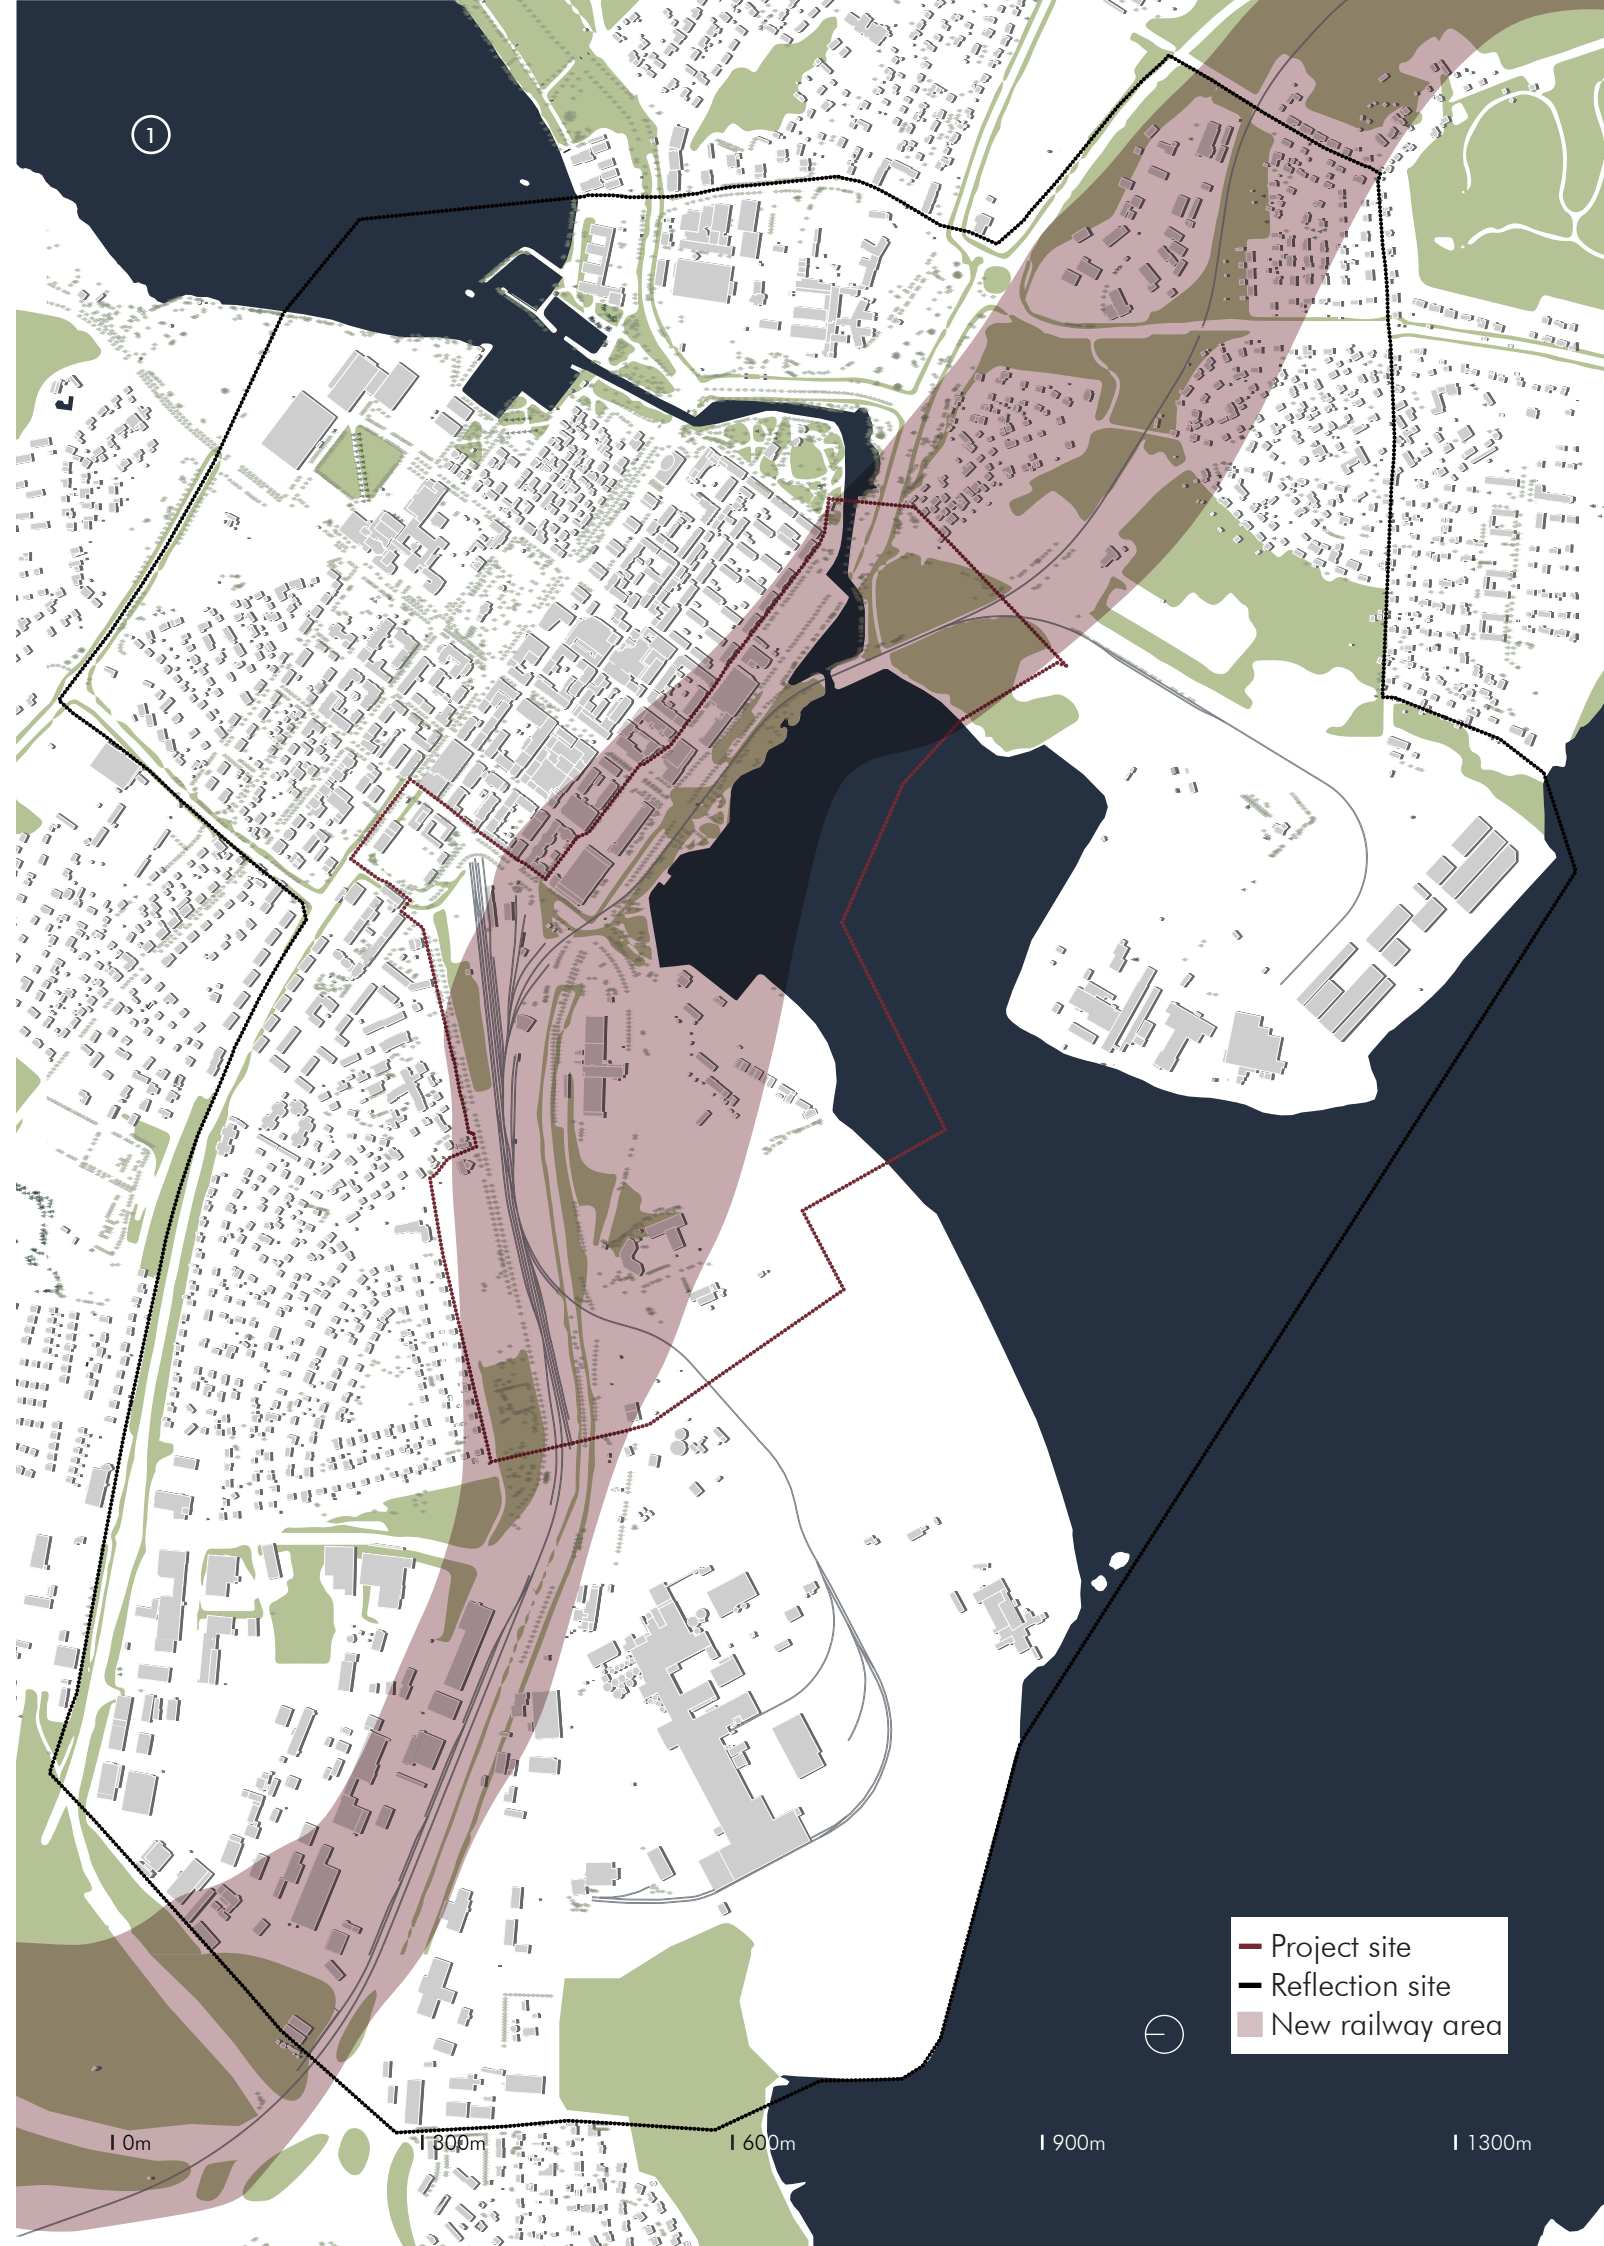 1
Project site
Reflection site
New railway area
0m
300m
600m
900m
1300m